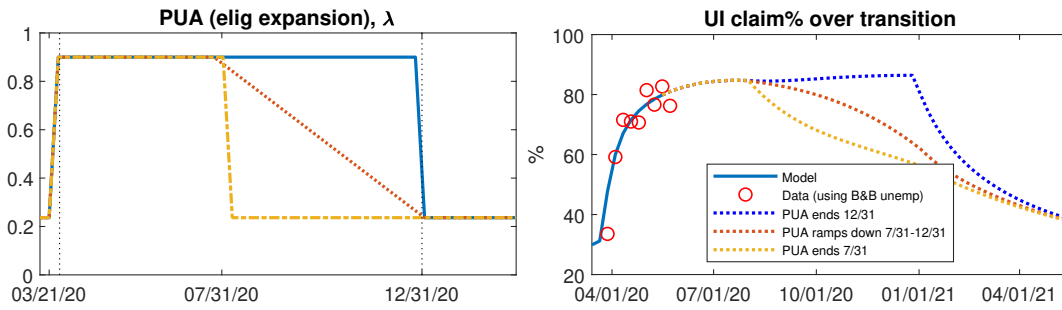 PUA (elig expansion), λ
1
0.8
0.6
0.4
0.2
0
03/21/20 07/31/20 12/31/20
UI claim% over transition
%
100
80
60
40
20
Model
Data (using B&B unemp)
PUA ends 12/31
PUA ramps down 7/31-12/31
PUA ends 7/31
04/01/20 07/01/20 10/01/20 01/01/21 04/01/21